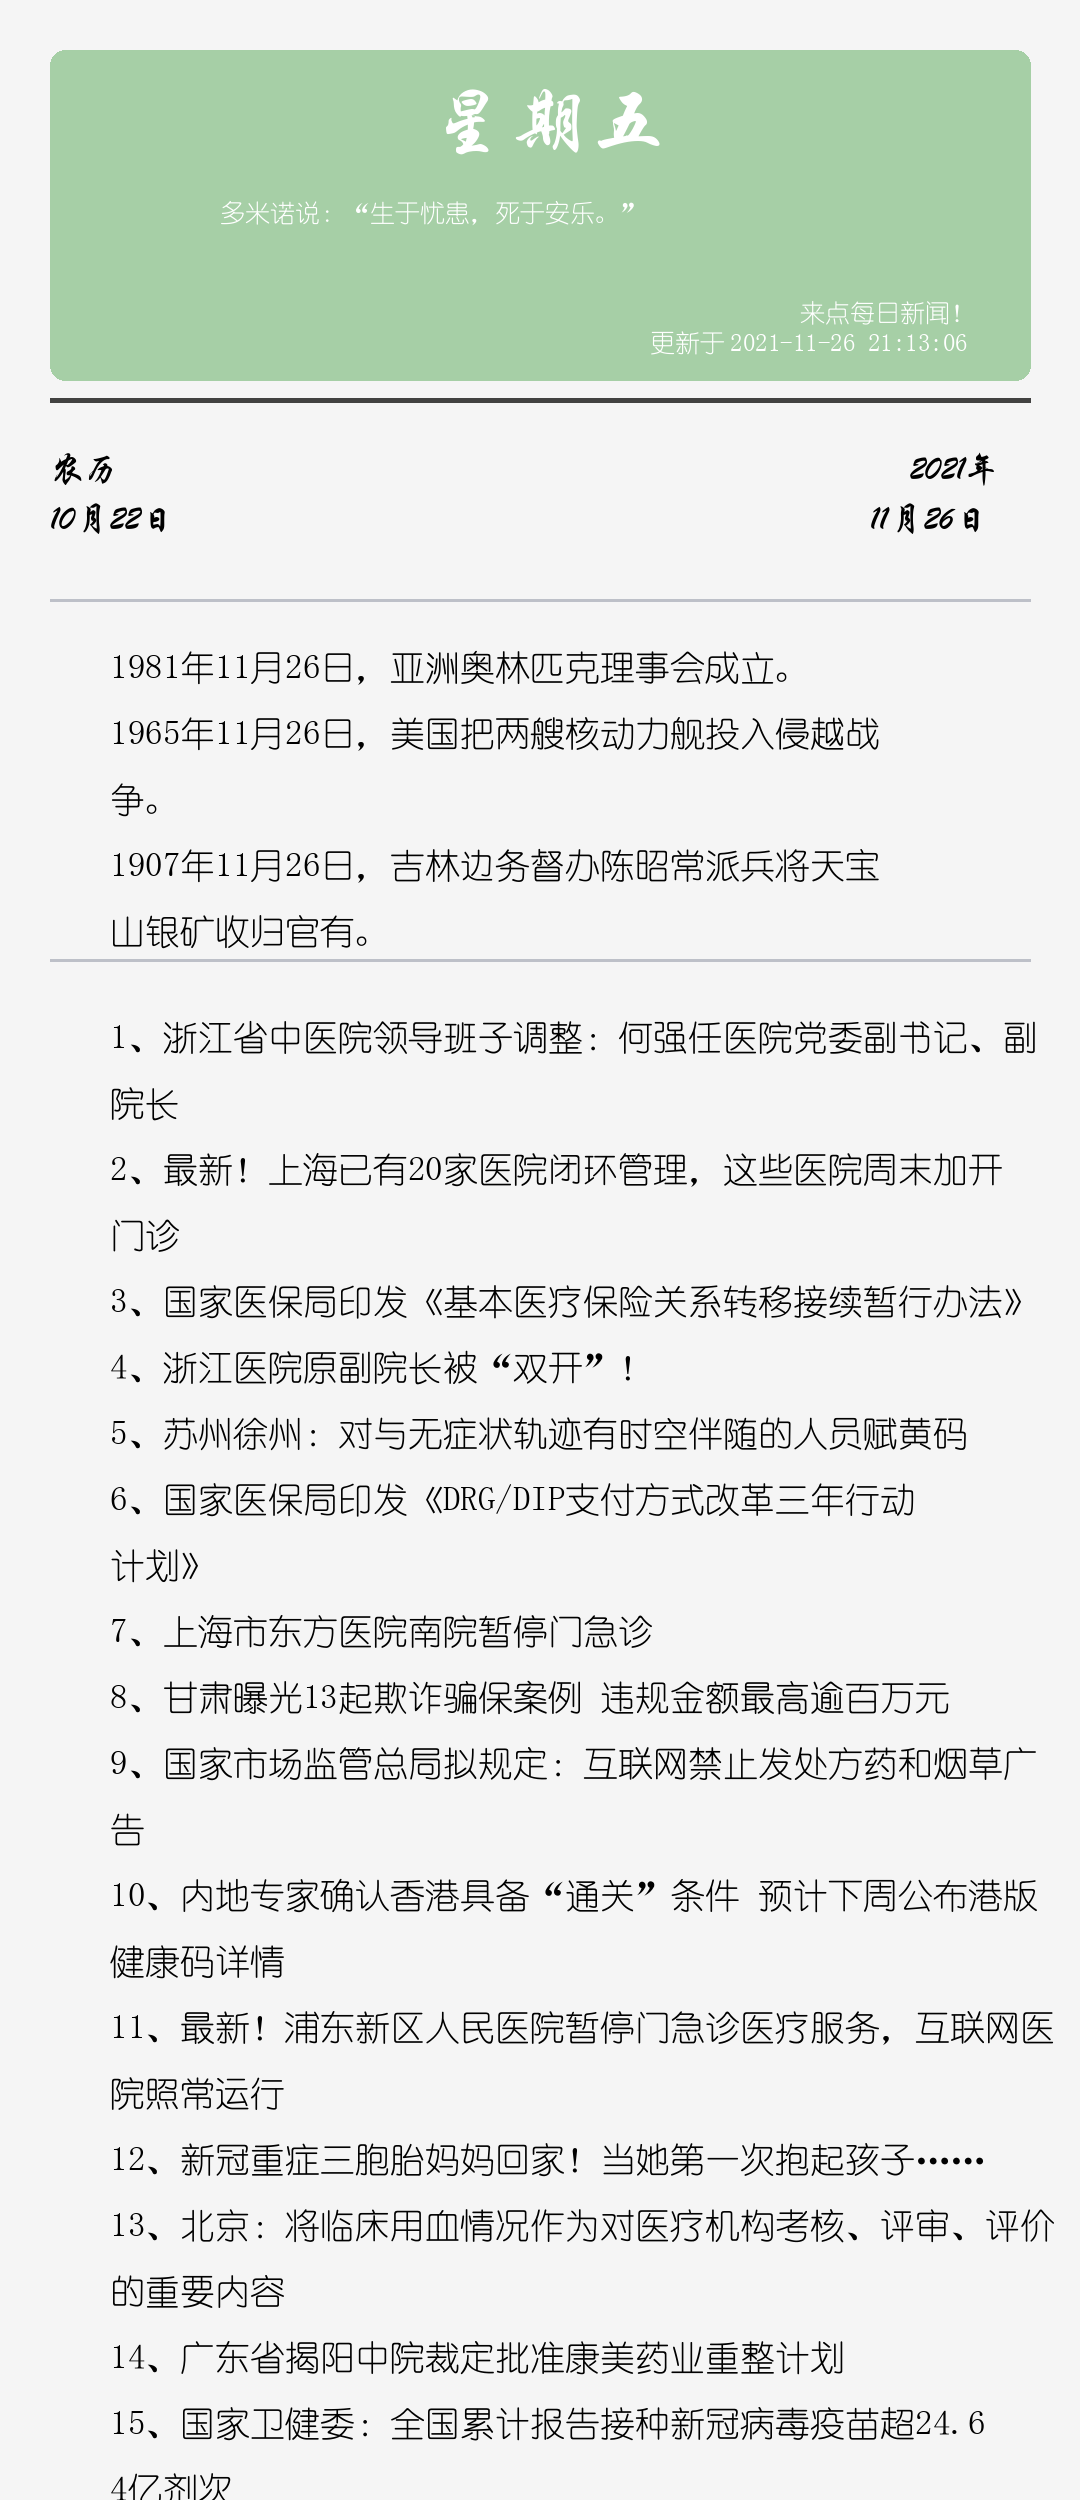 星期五
多米诺说：“生于忧患，死于安乐。”
来点每日新闻！
更新于 2021-11-26 21:13:06
农历
2021年
10月22日
11月26日
1981年11月26日，亚洲奥林匹克理事会成立。
1965年11月26日，美国把两艘核动力舰投入侵越战
争。
1907年11月26日，吉林边务督办陈昭常派兵将天宝
山银矿收归官有。
1、浙江省中医院领导班子调整：何强任医院党委副书记、副
院长
2、最新！上海已有20家医院闭环管理，这些医院周末加开
门诊
3、国家医保局印发《基本医疗保险关系转移接续暂行办法》
4、浙江医院原副院长被“双开”！
5、苏州徐州：对与无症状轨迹有时空伴随的人员赋黄码
6、国家医保局印发《DRG/DIP支付方式改革三年行动
计划》
7、上海市东方医院南院暂停门急诊
8、甘肃曝光13起欺诈骗保案例 违规金额最高逾百万元
9、国家市场监管总局拟规定：互联网禁止发处方药和烟草广
告
10、内地专家确认香港具备“通关”条件 预计下周公布港版
健康码详情
11、最新！浦东新区人民医院暂停门急诊医疗服务，互联网医
院照常运行
12、新冠重症三胞胎妈妈回家！当她第一次抱起孩子……
13、北京：将临床用血情况作为对医疗机构考核、评审、评价
的重要内容
14、广东省揭阳中院裁定批准康美药业重整计划
15、国家卫健委：全国累计报告接种新冠病毒疫苗超24.6
4亿剂次